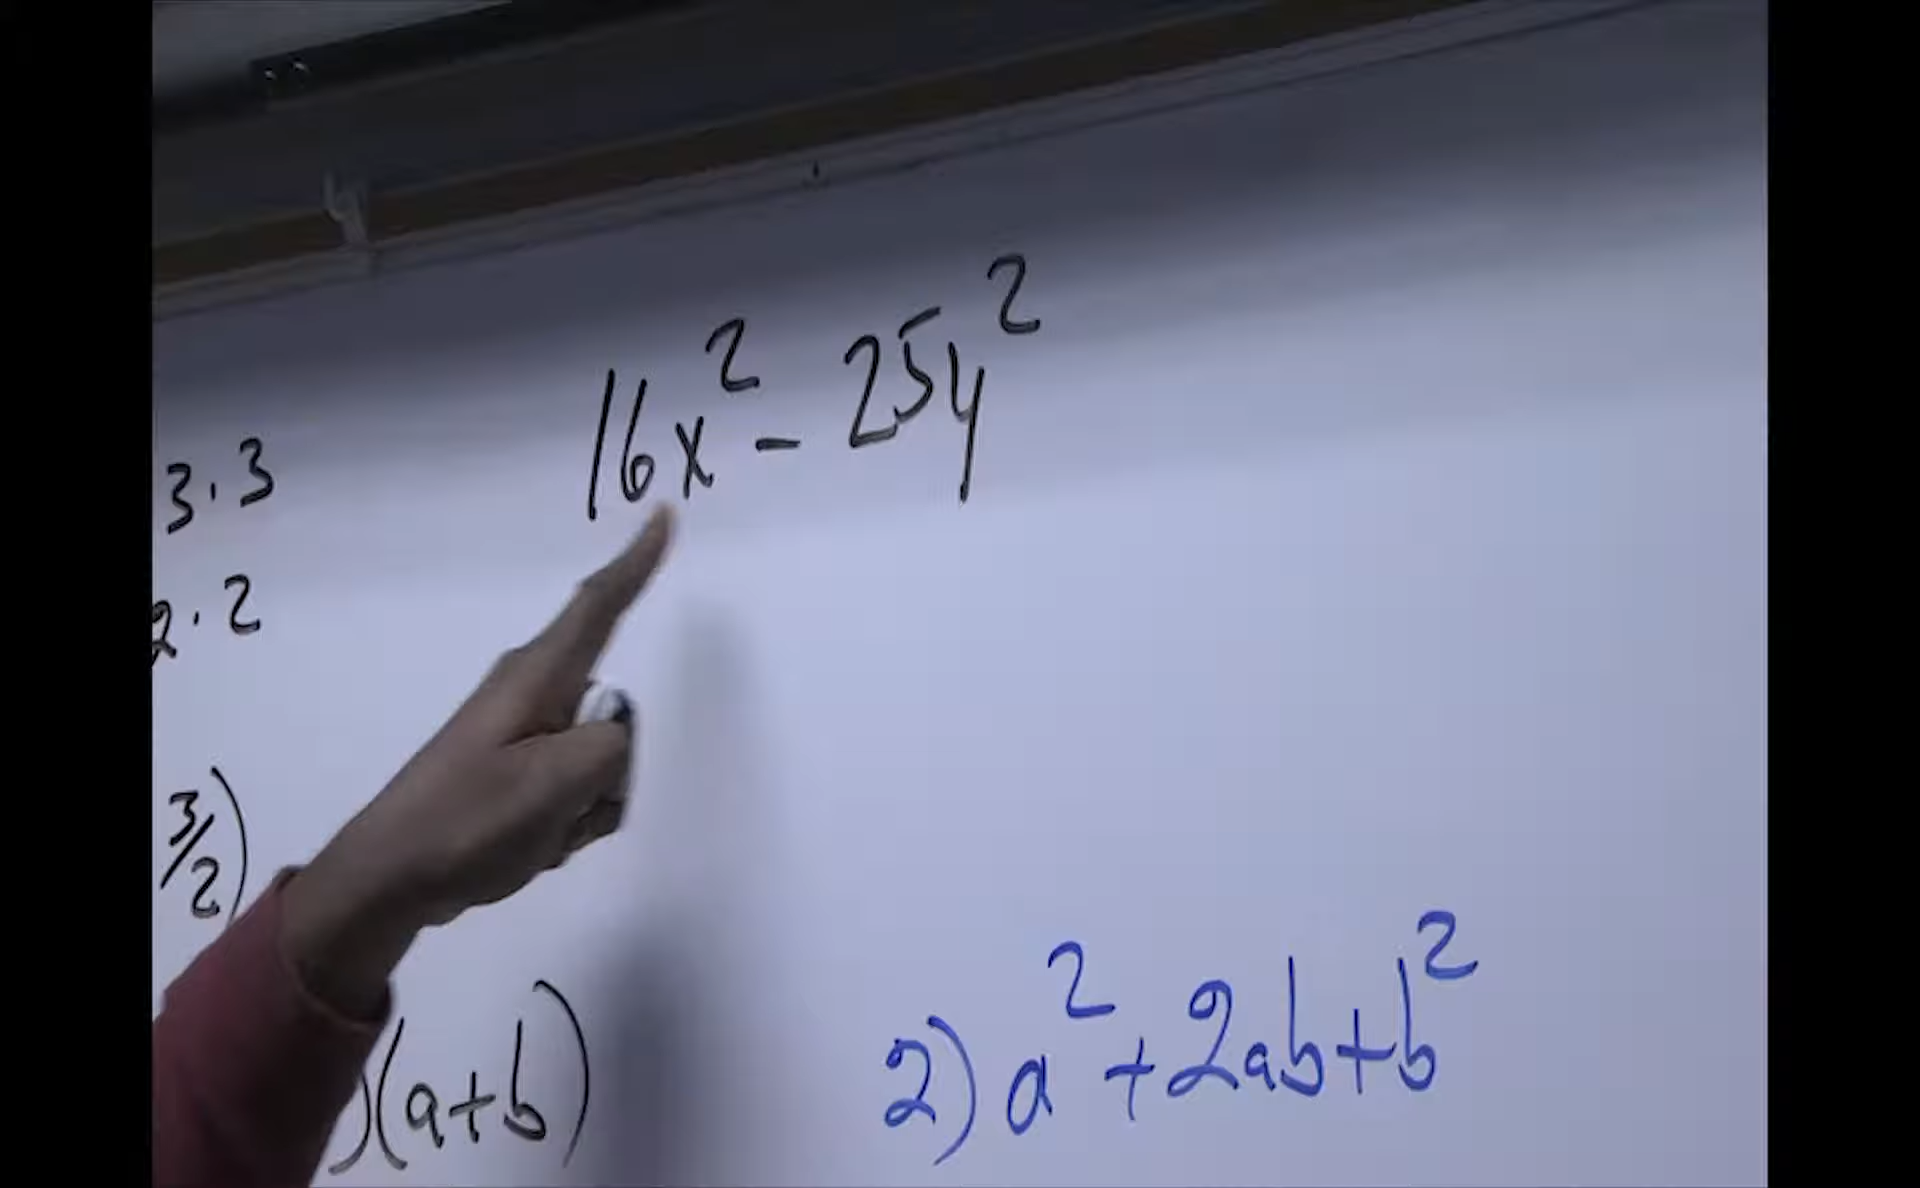 16x² - 25y²
3.3
2.2
3/2)
)(a+b)
2) a² + 2ab + b²